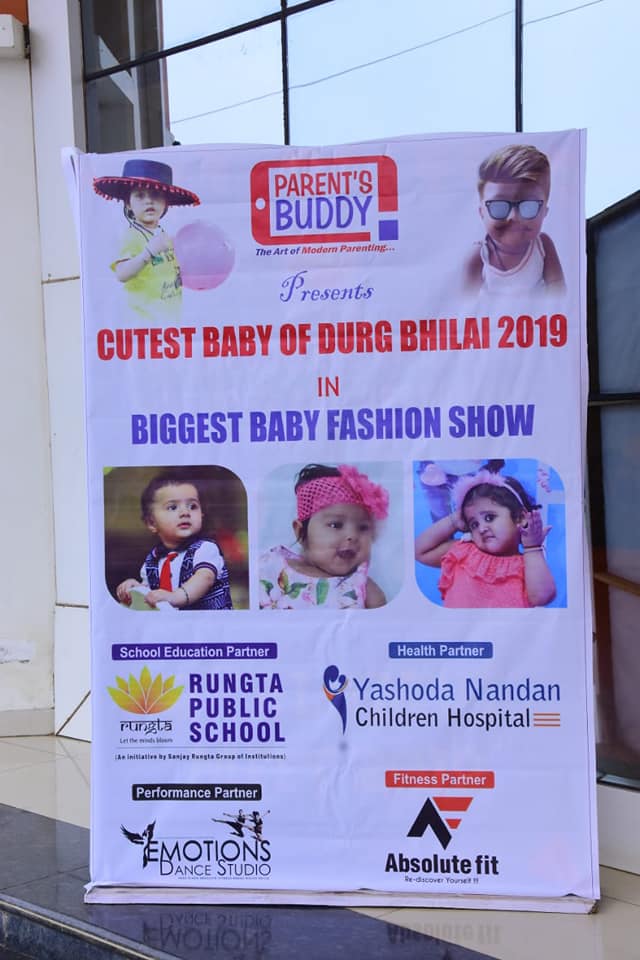 PARENT'S
BUDDY
The Art of Modern Parenting...
Presents
CUTEST BABY OF DURG BHILAI 2019
IN
BIGGEST BABY FASHION SHOW
School Education Partner
rungta
Let the minds bloom
RUNGTA
PUBLIC
SCHOOL
(An initiative by Sanjay Rungta Group of Institutions)
Health Partner
Yashoda Nandan
Children Hospital
Performance Partner
EMOTIONS
DANCE STUDIO
Fitness Partner
Absolute fit
Re-discover Yourself !!!